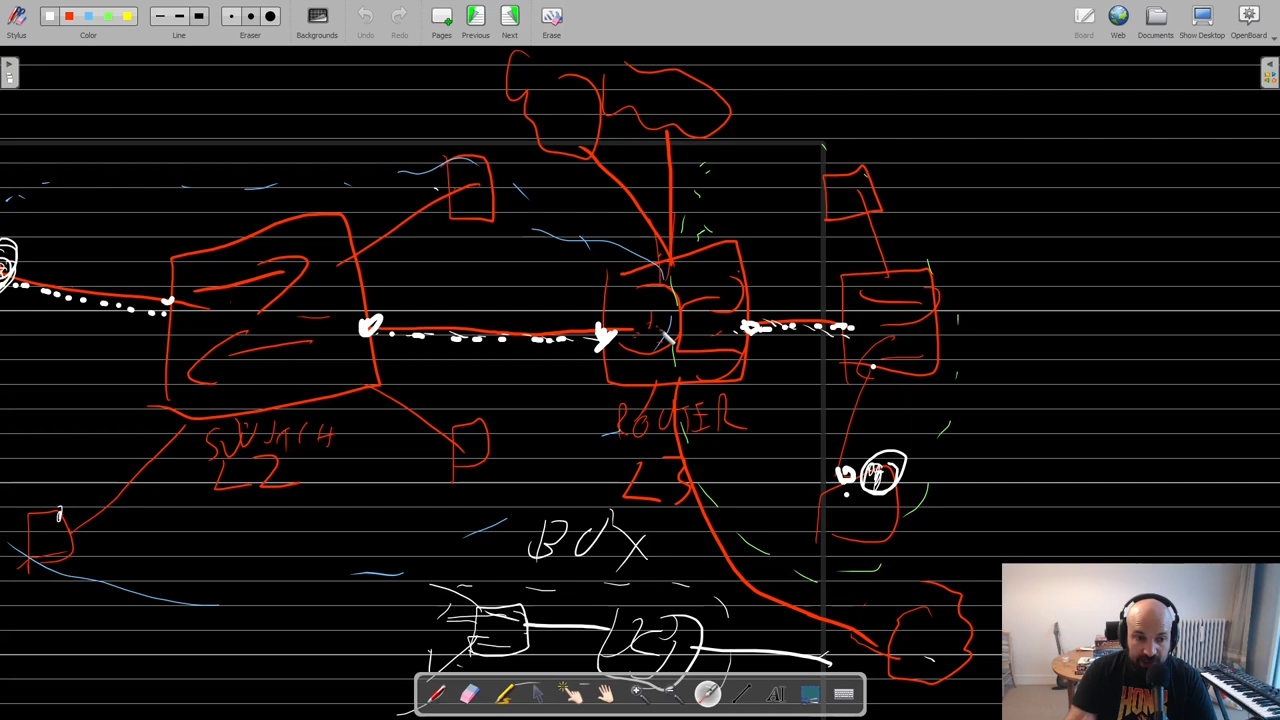 Stylus
Color
Line
Eraser
Backgrounds
Undo
Redo
Pages
Previous
Next
Erase
Board
Web
Documents
Show Desktop
OpenBoard
SWITCH
L2
ROUTER
L3
BOX